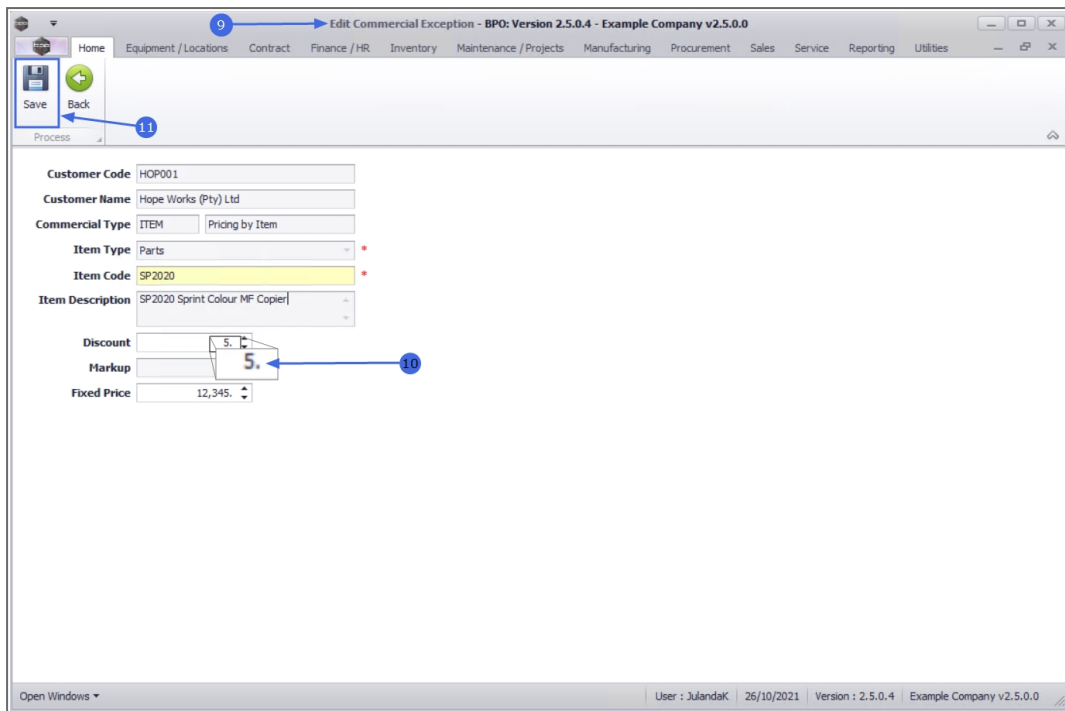 9
Edit Commercial Exception - BPO: Version 2.5.0.4 - Example Company v2.5.0.0
Home Equipment / Locations Contract Finance / HR Inventory Maintenance / Projects Manufacturing Procurement Sales Service Reporting Utilities
Save Back
11
Process
Customer Code HOP001
Customer Name Hope Works (Pty) Ltd
Commercial Type ITEM Pricing by Item
Item Type Parts *
Item Code SP2020 *
Item Description SP2020 Sprint Colour MF Copier
Discount 5.
5. 10
Markup
Fixed Price 12,345.
Open Windows User : JulandaK 26/10/2021 Version : 2.5.0.4 Example Company v2.5.0.0